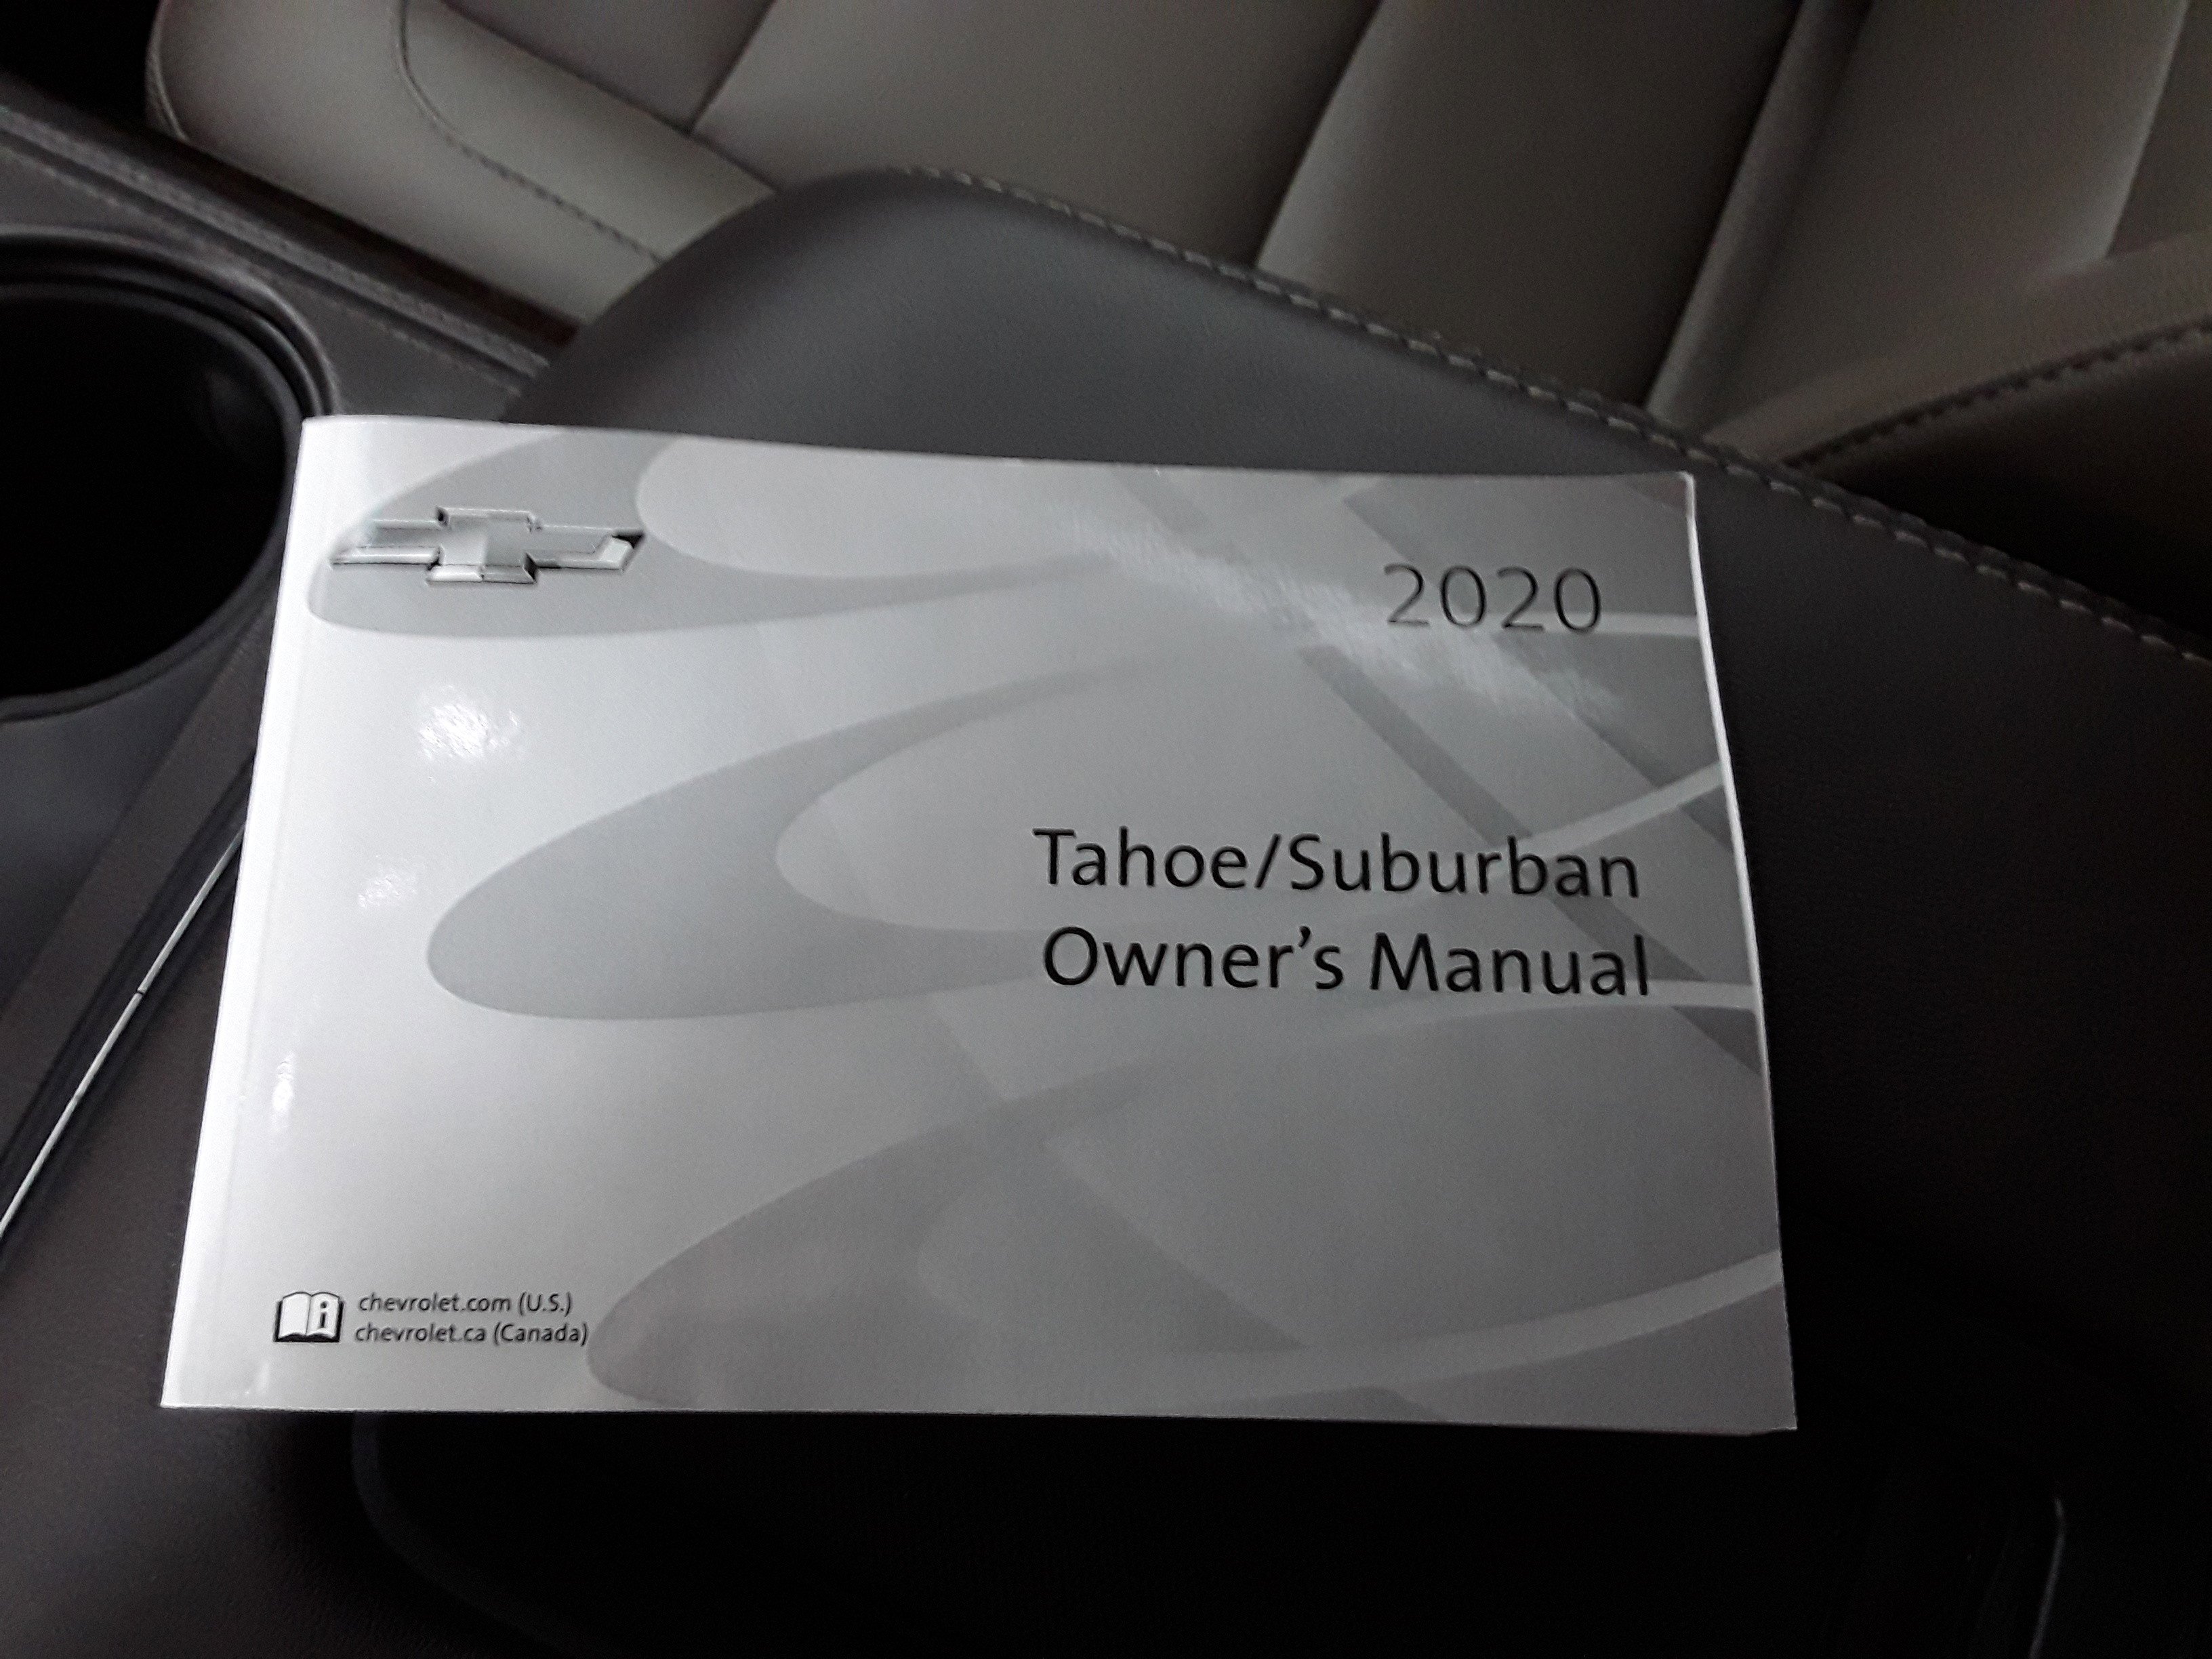 2020
Tahoe/Suburban
Owner's Manual
i chevrolet.com (U.S.)
chevrolet.ca (Canada)